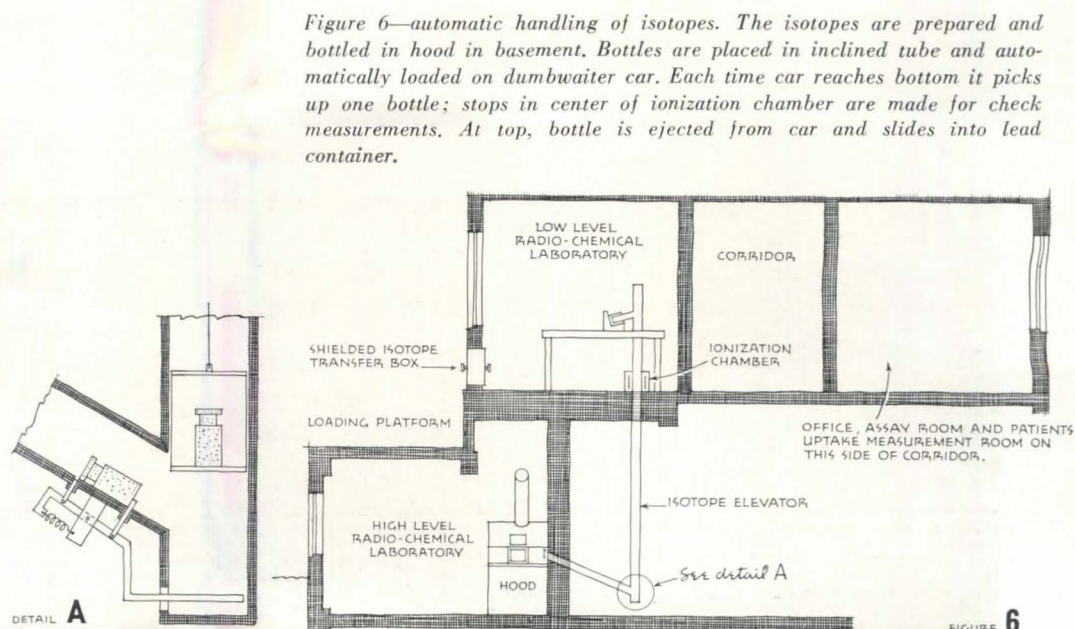 Figure 6—automatic handling of isotopes. The isotopes are prepared and
bottled in hood in basement. Bottles are placed in inclined tube and auto-
matically loaded on dumbwaiter car. Each time car reaches bottom it picks
up one bottle; stops in center of ionization chamber are made for check
measurements. At top, bottle is ejected from car and slides into lead
container.
LOW LEVEL
RADIO-CHEMICAL
LABORATORY
CORRIDOR
SHIELDED ISOTOPE
TRANSFER BOX
IONIZATION
CHAMBER
LOADING PLATFORM
OFFICE, ASSAY ROOM AND PATIENTS
UPTAKE MEASUREMENT ROOM ON
THIS SIDE OF CORRIDOR.
ISOTOPE ELEVATOR
HIGH LEVEL
RADIO-CHEMICAL
LABORATORY
HOOD
See detail A
DETAIL A
FIGURE 6